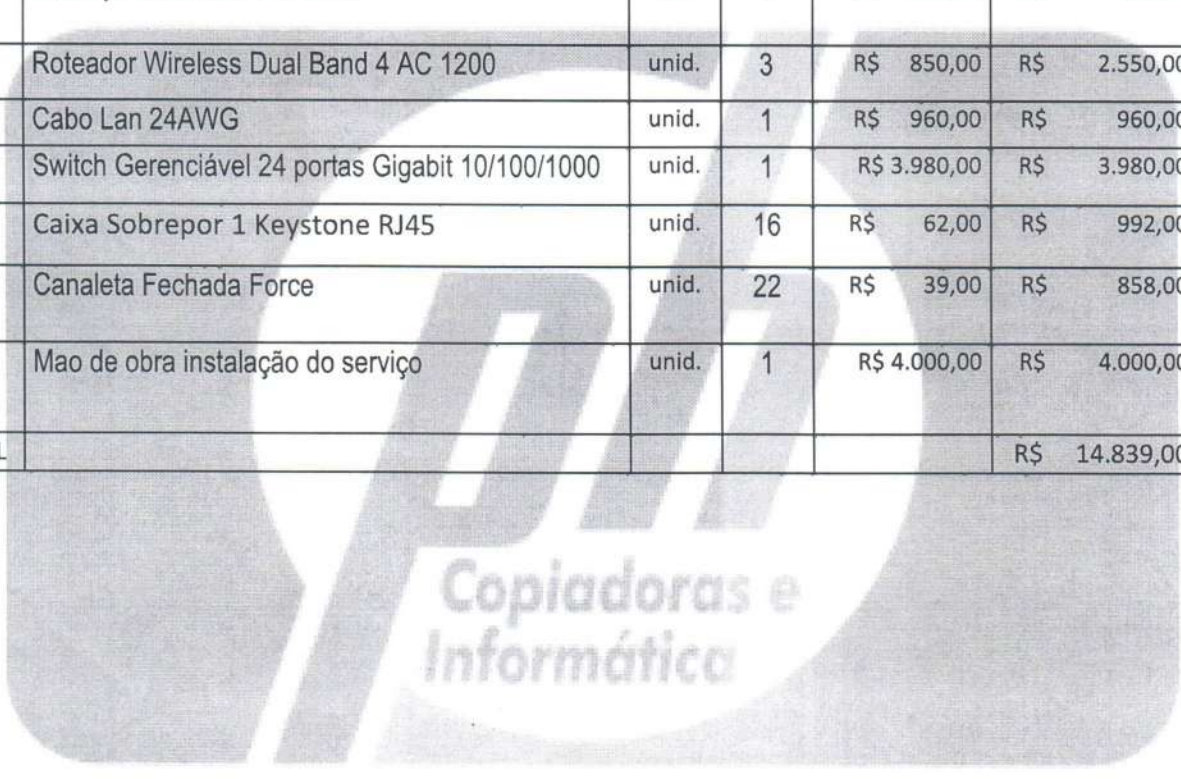 Roteador Wireless Dual Band 4 AC 1200 unid. 3 R$ 850,00 R$ 2.550,00
Cabo Lan 24AWG unid. 1 R$ 960,00 R$ 960,00
Switch Gerenciável 24 portas Gigabit 10/100/1000 unid. 1 R$ 3.980,00 R$ 3.980,00
Caixa Sobrepor 1 Keystone RJ45 unid. 16 R$ 62,00 R$ 992,00
Canaleta Fechada Force unid. 22 R$ 39,00 R$ 858,00
Mao de obra instalação do serviço unid. 1 R$ 4.000,00 R$ 4.000,00
R$ 14.839,00
ph
Copiadoras e
Informática